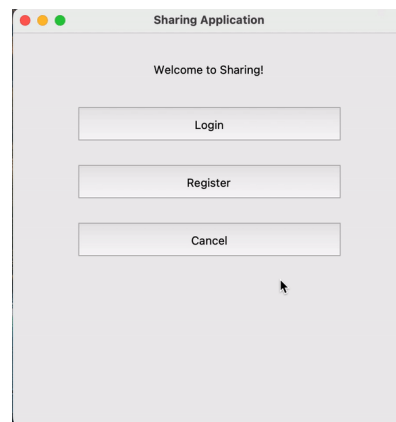 Sharing Application
Welcome to Sharing!
Login
Register
Cancel